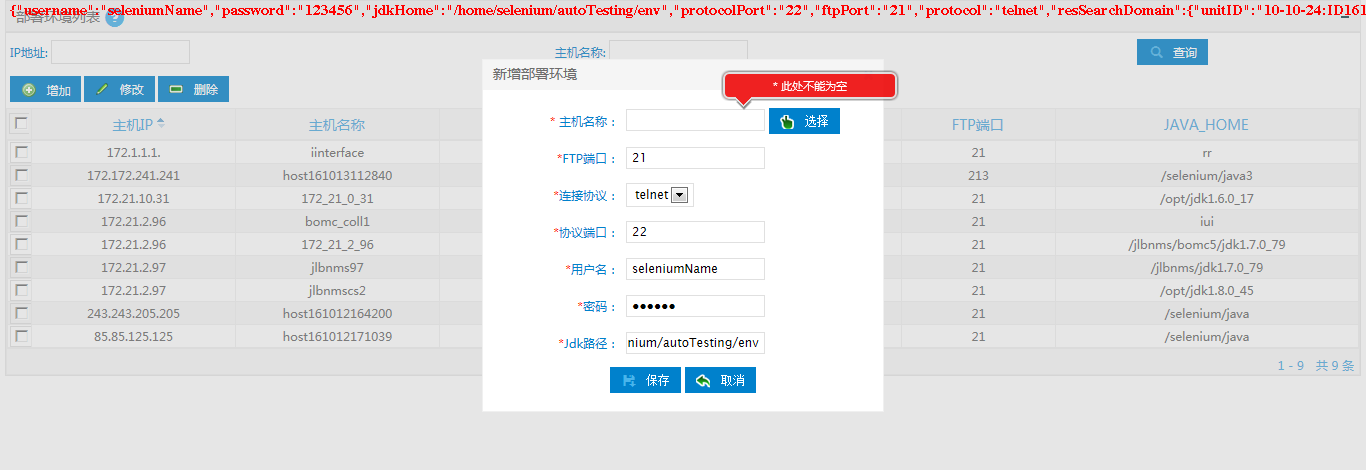 {"username":"seleniumName","password":"123456","jdkHome":"/home/selenium/autoTesting/env","protocolPort":"22","ftpPort":"21","protocol":"telnet","resSearchDomain":{"unitID":"10-10-24:ID161
部署环境列表 ?
IP地址: 主机名称: 查询
增加 修改 删除
新增部署环境
* 此处不能为空
* 主机名称： 选择
*FTP端口： 21
*连接协议： telnet
*协议端口： 22
*用户名： seleniumName
*密码： ●●●●●●
*Jdk路径： nium/autoTesting/env
保存 取消
主机IP 主机名称 FTP端口 JAVA_HOME
172.1.1.1. iinterface 21 rr
172.172.241.241 host161013112840 213 /selenium/java3
172.21.10.31 172_21_0_31 21 /opt/jdk1.6.0_17
172.21.2.96 bomc_coll1 21 iui
172.21.2.96 172_21_2_96 21 /jlbnms/bomc5/jdk1.7.0_79
172.21.2.97 jlbnms97 21 /jlbnms/jdk1.7.0_79
172.21.2.97 jlbnmscs2 21 /opt/jdk1.8.0_45
243.243.205.205 host161012164200 21 /selenium/java
85.85.125.125 host161012171039 21 /selenium/java
1 - 9 共 9 条